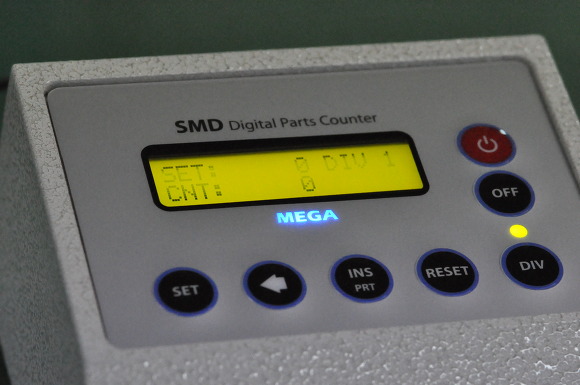 SMD Digital Parts Counter
SET: 0 DIV 1
CNT: 0
MEGA
OFF
SET
INS
PRT
RESET
DIV